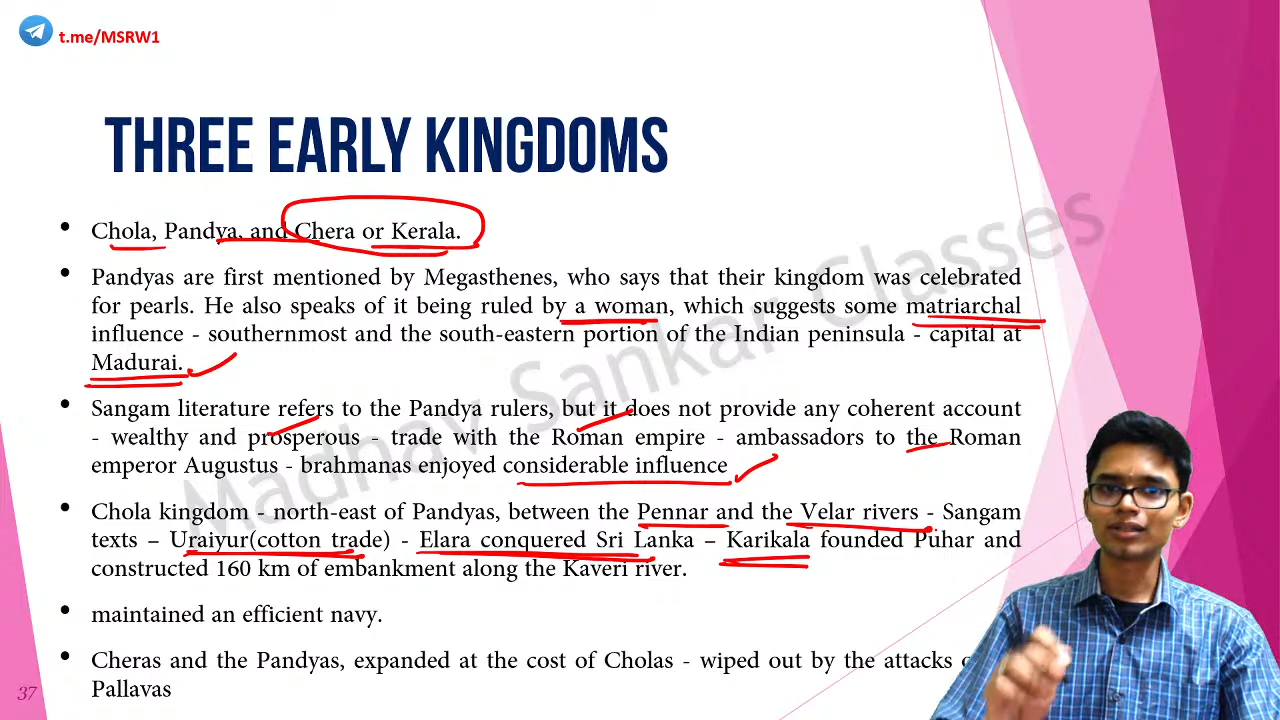 t.me/MSRW1
THREE EARLY KINGDOMS
• Chola, Pandya, and Chera or Kerala.
• Pandyas are first mentioned by Megasthenes, who says that their kingdom was celebrated
for pearls. He also speaks of it being ruled by a woman, which suggests some matriarchal
influence - southernmost and the south-eastern portion of the Indian peninsula - capital at
Madurai.
• Sangam literature refers to the Pandya rulers, but it does not provide any coherent account
- wealthy and prosperous - trade with the Roman empire - ambassadors to the Roman
emperor Augustus - brahmanas enjoyed considerable influence
• Chola kingdom - north-east of Pandyas, between the Pennar and the Velar rivers - Sangam
texts – Uraiyur(cotton trade) - Elara conquered Sri Lanka – Karikala founded Puhar and
constructed 160 km of embankment along the Kaveri river.
• maintained an efficient navy.
• Cheras and the Pandyas, expanded at the cost of Cholas - wiped out by the attacks
Pallavas
37
Madhav Sankar Classes